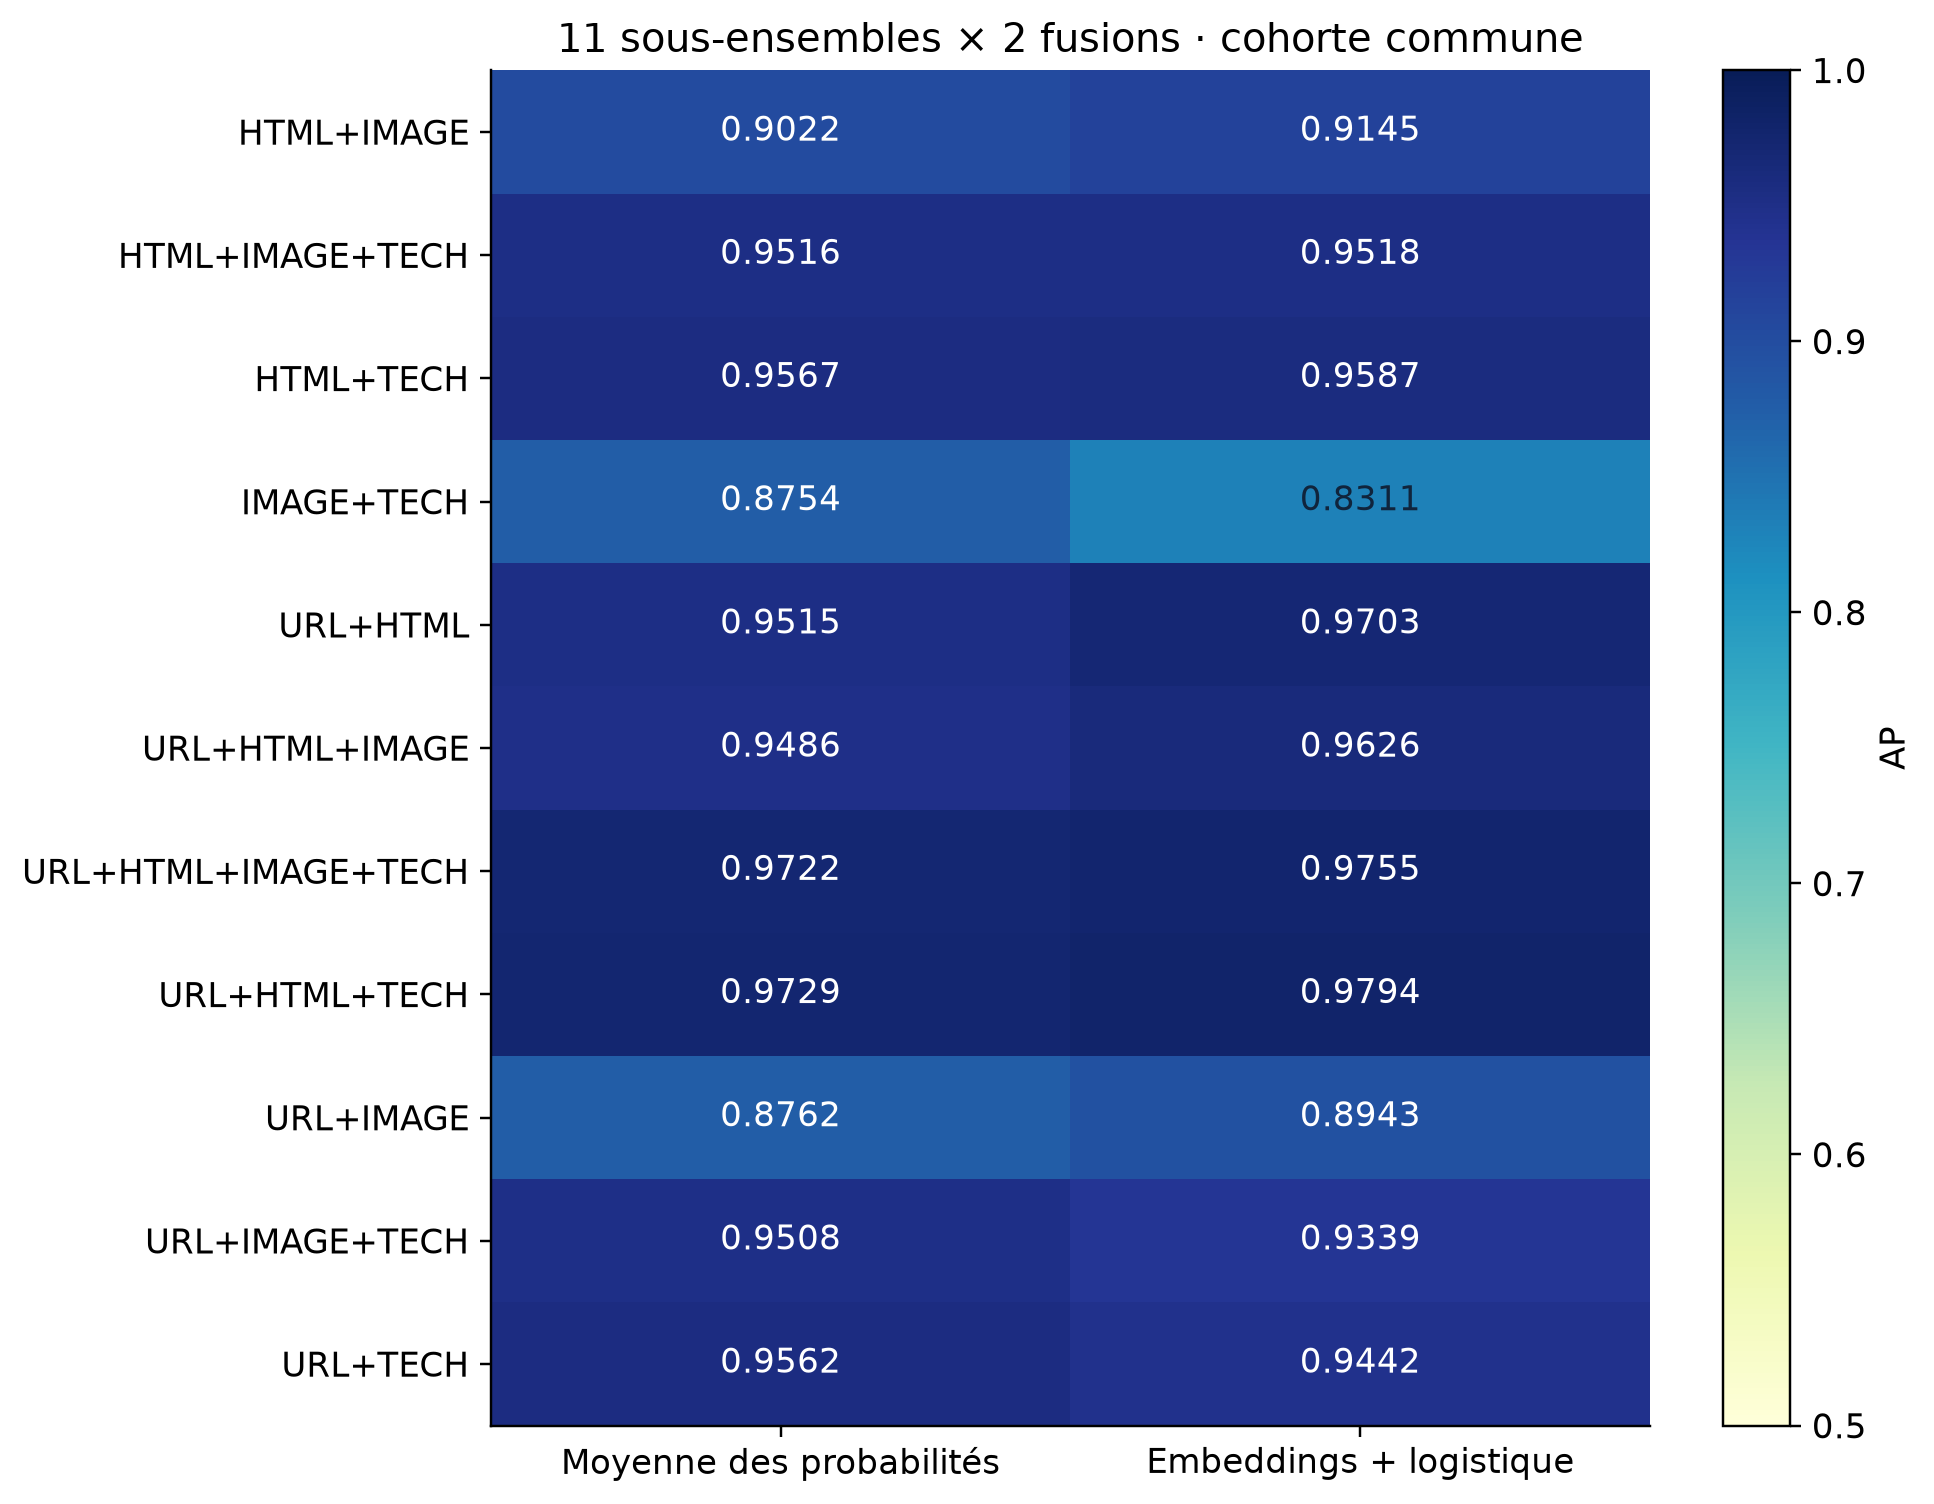 11 sous-ensembles × 2 fusions · cohorte commune
HTML+IMAGE 0.9022 0.9145
HTML+IMAGE+TECH 0.9516 0.9518
HTML+TECH 0.9567 0.9587
IMAGE+TECH 0.8754 0.8311
URL+HTML 0.9515 0.9703
URL+HTML+IMAGE 0.9486 0.9626
URL+HTML+IMAGE+TECH 0.9722 0.9755
URL+HTML+TECH 0.9729 0.9794
URL+IMAGE 0.8762 0.8943
URL+IMAGE+TECH 0.9508 0.9339
URL+TECH 0.9562 0.9442
Moyenne des probabilités Embeddings + logistique
1.0
0.9
0.8
0.7
0.6
0.5
AP